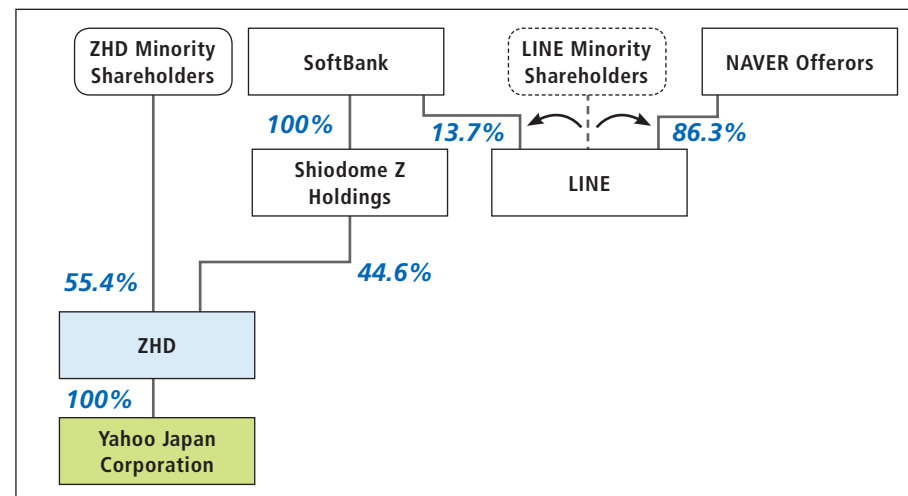 ZHD Minority
Shareholders
SoftBank
LINE Minority
Shareholders
NAVER Offerors
100%
13.7%
86.3%
Shiodome Z
Holdings
LINE
55.4%
44.6%
ZHD
100%
Yahoo Japan
Corporation